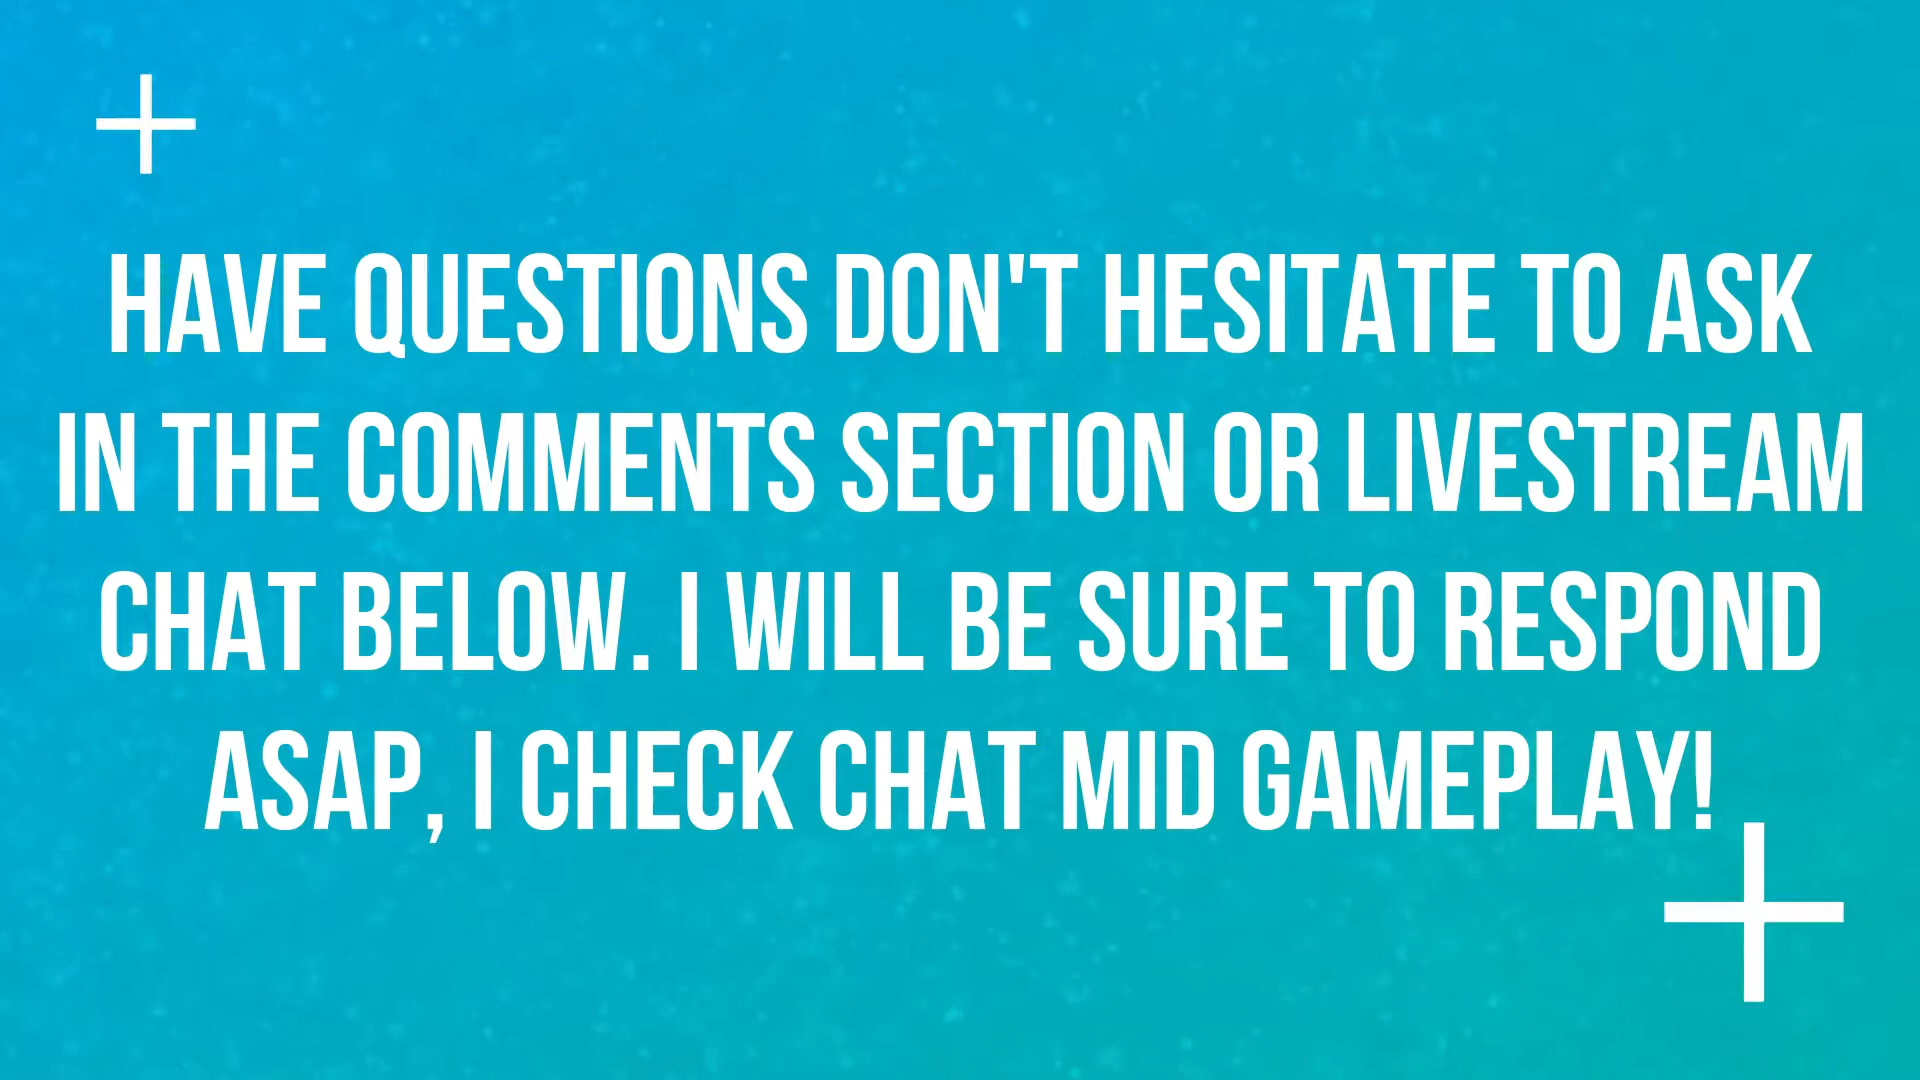 HAVE QUESTIONS DON'T HESITATE TO ASK
IN THE COMMENTS SECTION OR LIVESTREAM
CHAT BELOW. I WILL BE SURE TO RESPOND
ASAP, I CHECK CHAT MID GAMEPLAY!